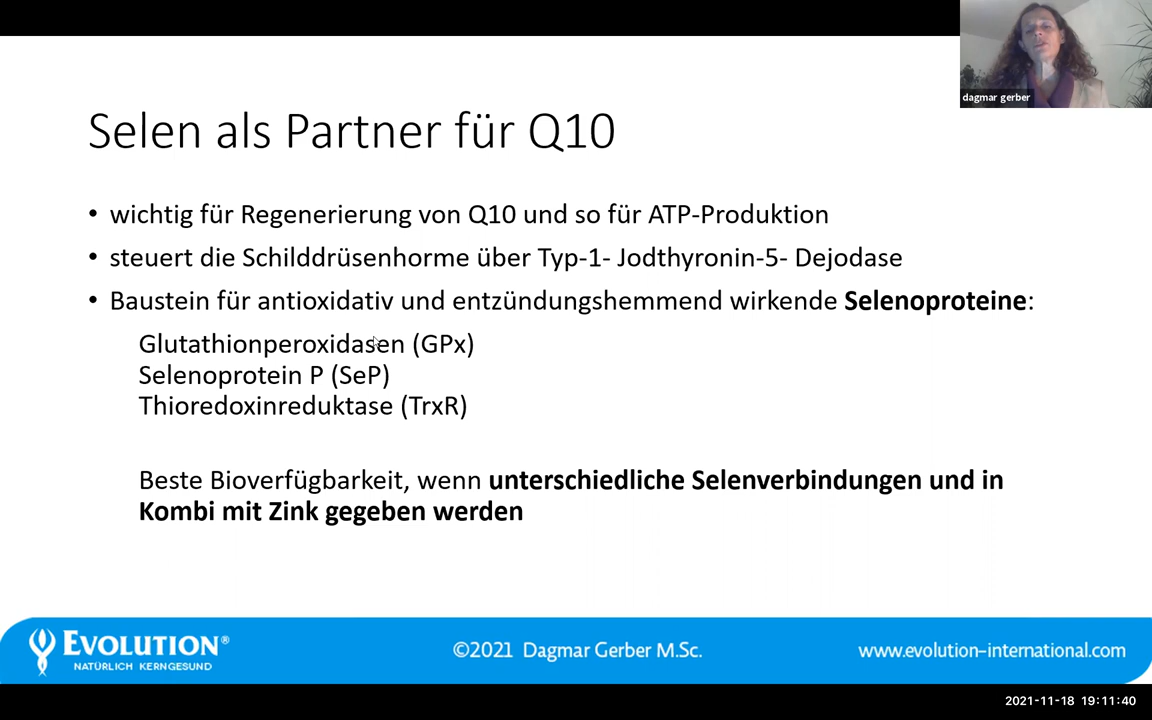 dagmar gerber
Selen als Partner für Q10
• wichtig für Regenerierung von Q10 und so für ATP-Produktion
• steuert die Schilddrüsenhorme über Typ-1- Jodthyronin-5- Dejodase
• Baustein für antioxidativ und entzündungshemmend wirkende Selenoproteine:
Glutathionperoxidasen (GPx)
Selenoprotein P (SeP)
Thioredoxinreduktase (TrxR)
Beste Bioverfügbarkeit, wenn unterschiedliche Selenverbindungen und in
Kombi mit Zink gegeben werden
EVOLUTION®
NATÜRLICH KERNGESUND
©2021 Dagmar Gerber M.Sc.
www.evolution-international.com
2021-11-18 19:11:40